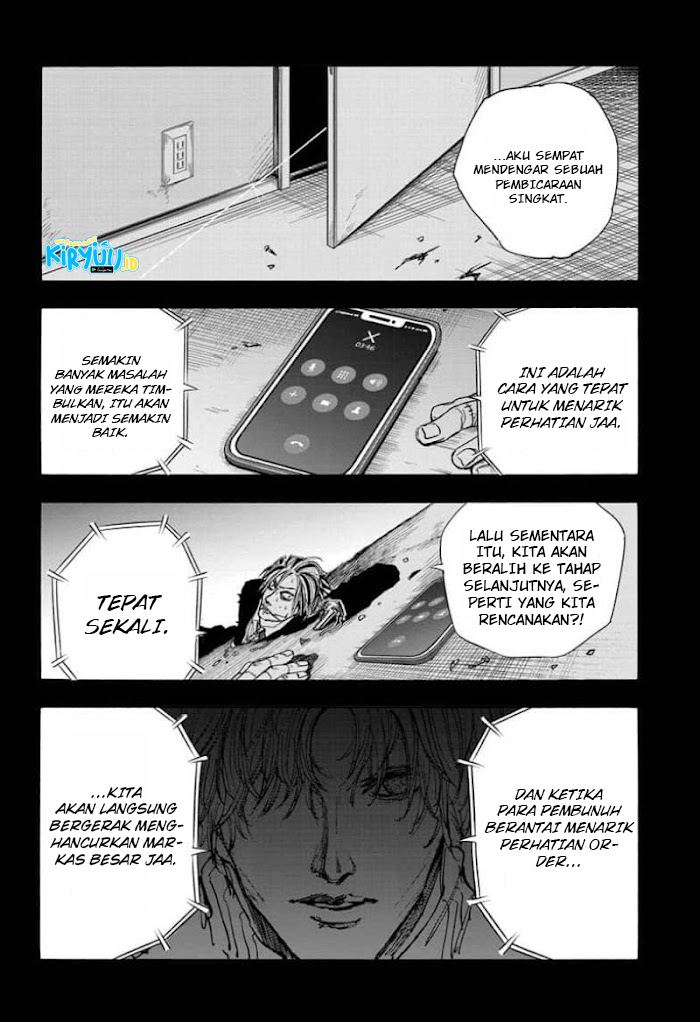 ...AKU SEMPAT
MENDENGAR SEBUAH
PEMBICARAAN
SINGKAT.
KIRYUU.ID
INI ADALAH
CARA YANG TEPAT
UNTUK MENARIK
PERHATIAN JAA.
X
03:46
SEMAKIN
BANYAK MASALAH
YANG MEREKA TIM-
BULKAN, ITU AKAN
MENJADI SEMAKIN
BAIK.
LALU SEMENTARA
ITU, KITA AKAN
BERALIH KE TAHAP
SELANJUTNYA, SE-
PERTI YANG KITA
RENCANAKAN?!
TEPAT
SEKALI.
DAN KETIKA
PARA PEMBUNUH
BERANTAI MENARIK
PERHATIAN OR-
DER...
...KITA
AKAN LANGSUNG
BERGERAK MENG-
HANCURKAN MAR-
KAS BESAR JAA.